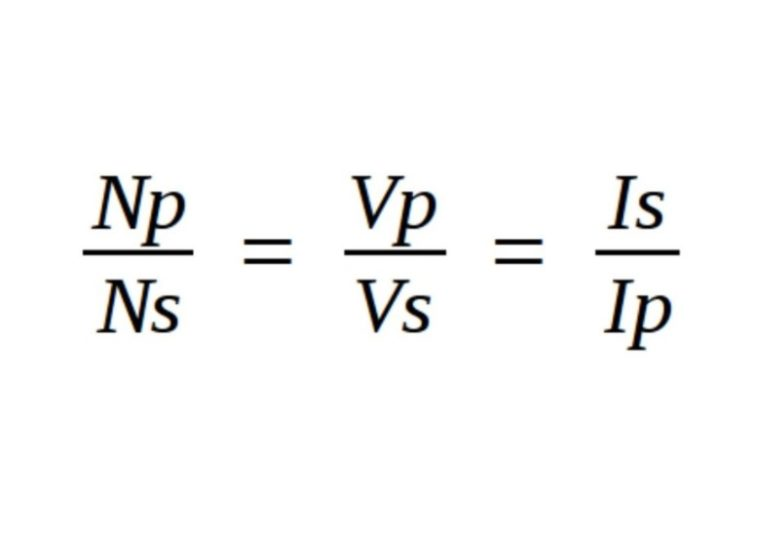 Np/Ns = Vp/Vs = Is/Ip